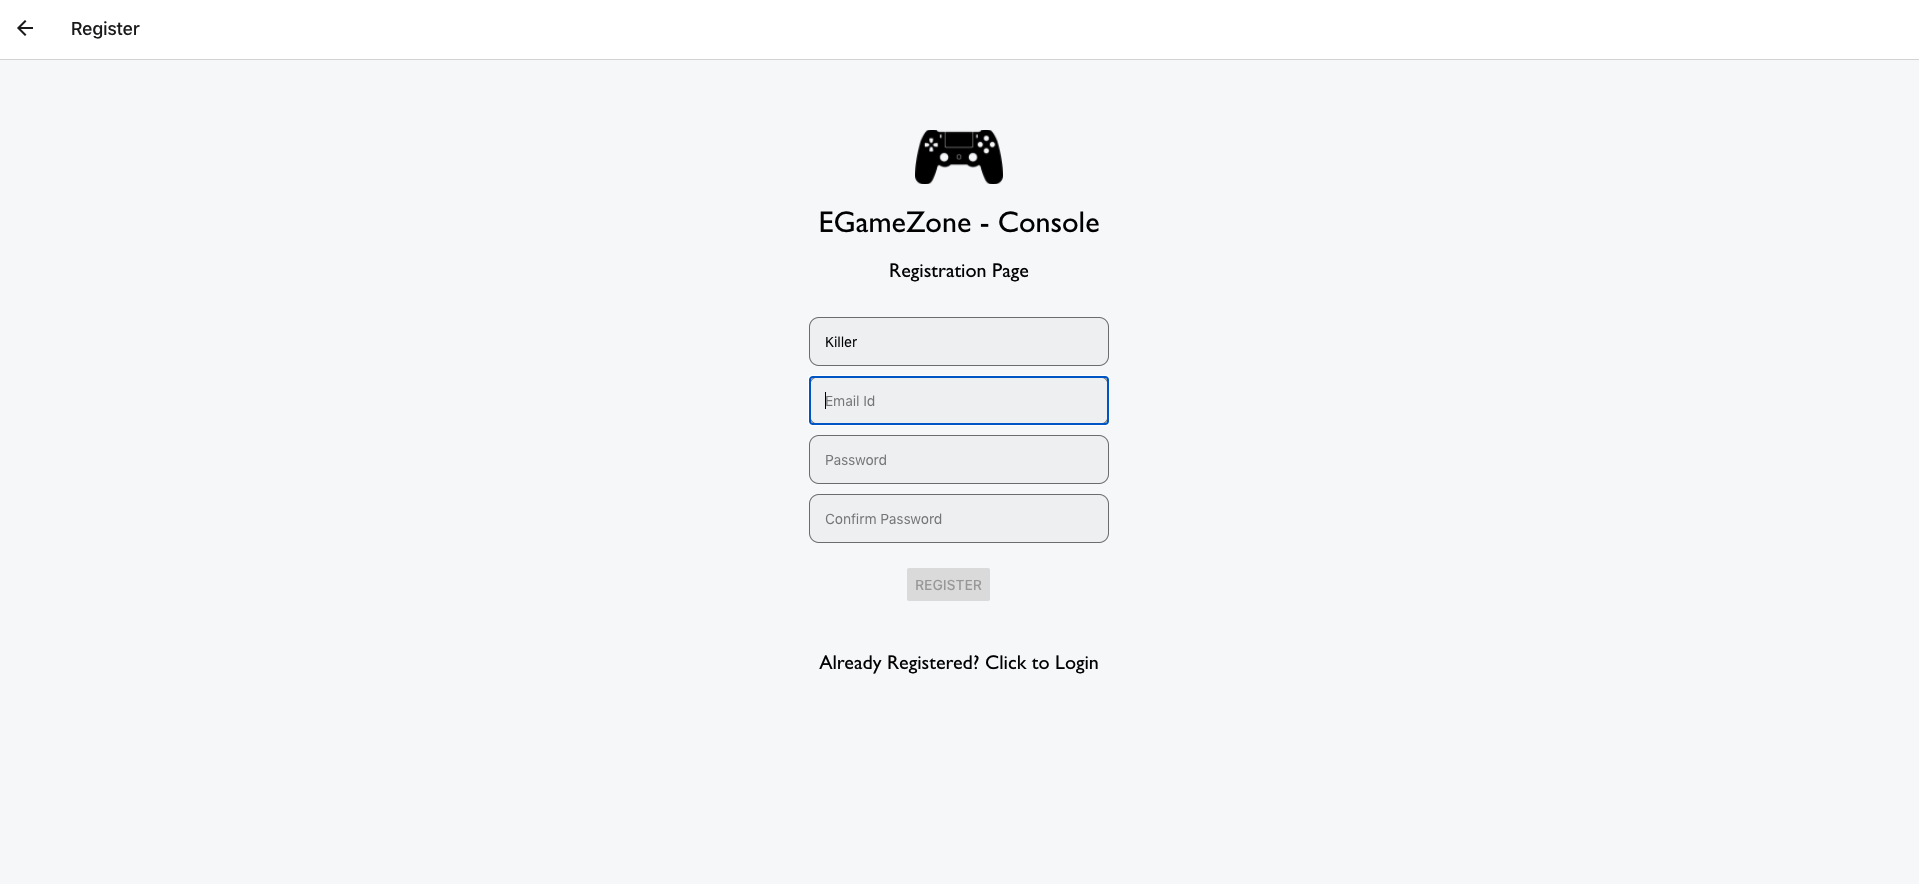 Register
EGameZone - Console
Registration Page
Killer
Email Id
Password
Confirm Password
REGISTER
Already Registered? Click to Login